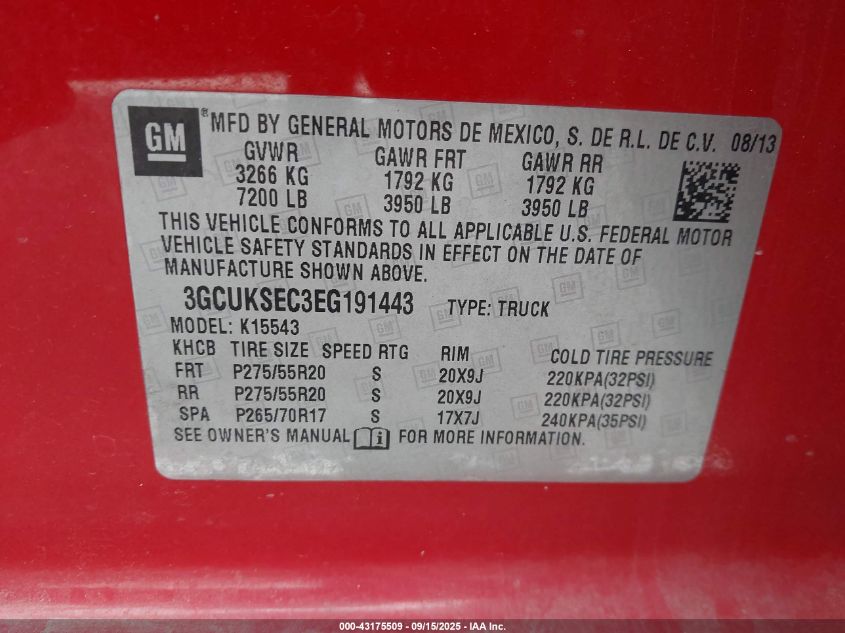 GM ® MFD BY GENERAL MOTORS DE MEXICO, S. DE R.L. DE C.V. 08/13
GVWR GAWR FRT GAWR RR
3266 KG 1792 KG 1792 KG
7200 LB 3950 LB 3950 LB
THIS VEHICLE CONFORMS TO ALL APPLICABLE U.S. FEDERAL MOTOR
VEHICLE SAFETY STANDARDS IN EFFECT ON THE DATE OF
MANUFACTURE SHOWN ABOVE.
3GCUKSEC3EG191443 TYPE: TRUCK
MODEL: K15543
KHCB TIRE SIZE SPEED RTG RIM COLD TIRE PRESSURE
FRT P275/55R20 S 20X9J 220KPA(32PSI)
RR P275/55R20 S 20X9J 220KPA(32PSI)
SPA P265/70R17 S 17X7J 240KPA(35PSI)
SEE OWNER'S MANUAL i FOR MORE INFORMATION.
000-43175509 - 09/15/2025 - IAA Inc.